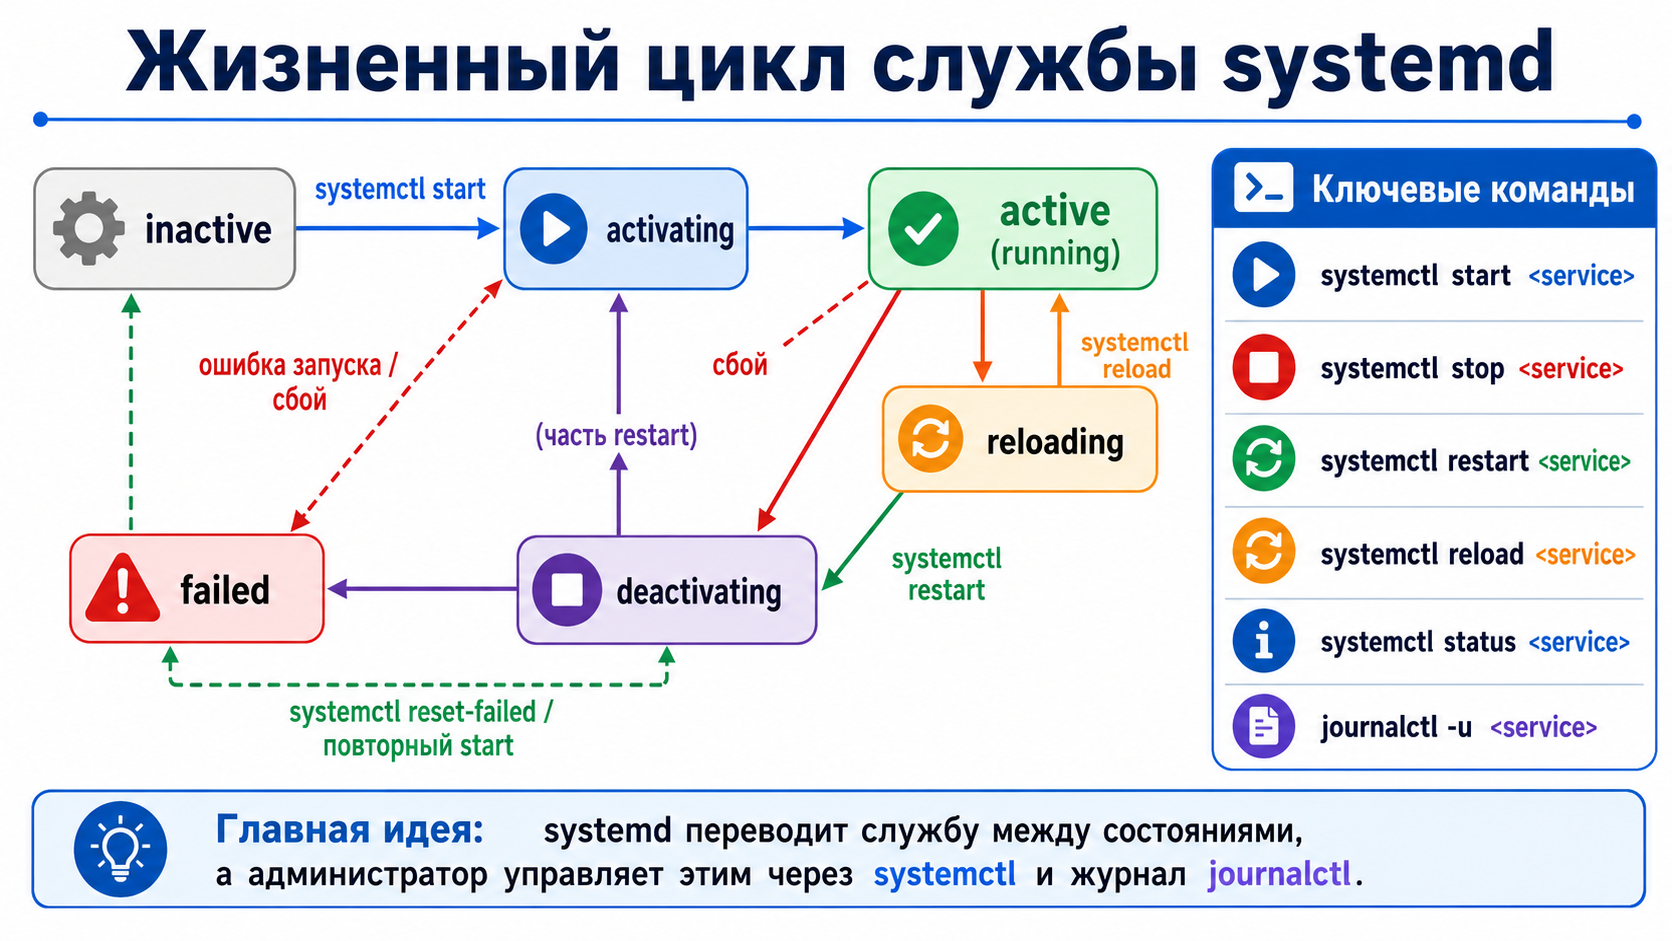 Жизненный цикл службы systemd
inactive
systemctl start
activating
active
(running)
ошибка запуска /
сбой
сбой
systemctl
reload
(часть restart)
reloading
failed
deactivating
systemctl
restart
systemctl reset-failed /
повторный start
Ключевые команды
systemctl start <service>
systemctl stop <service>
systemctl restart <service>
systemctl reload <service>
systemctl status <service>
journalctl -u <service>
Главная идея: systemd переводит службу между состояниями,
а администратор управляет этим через systemctl и журнал journalctl.